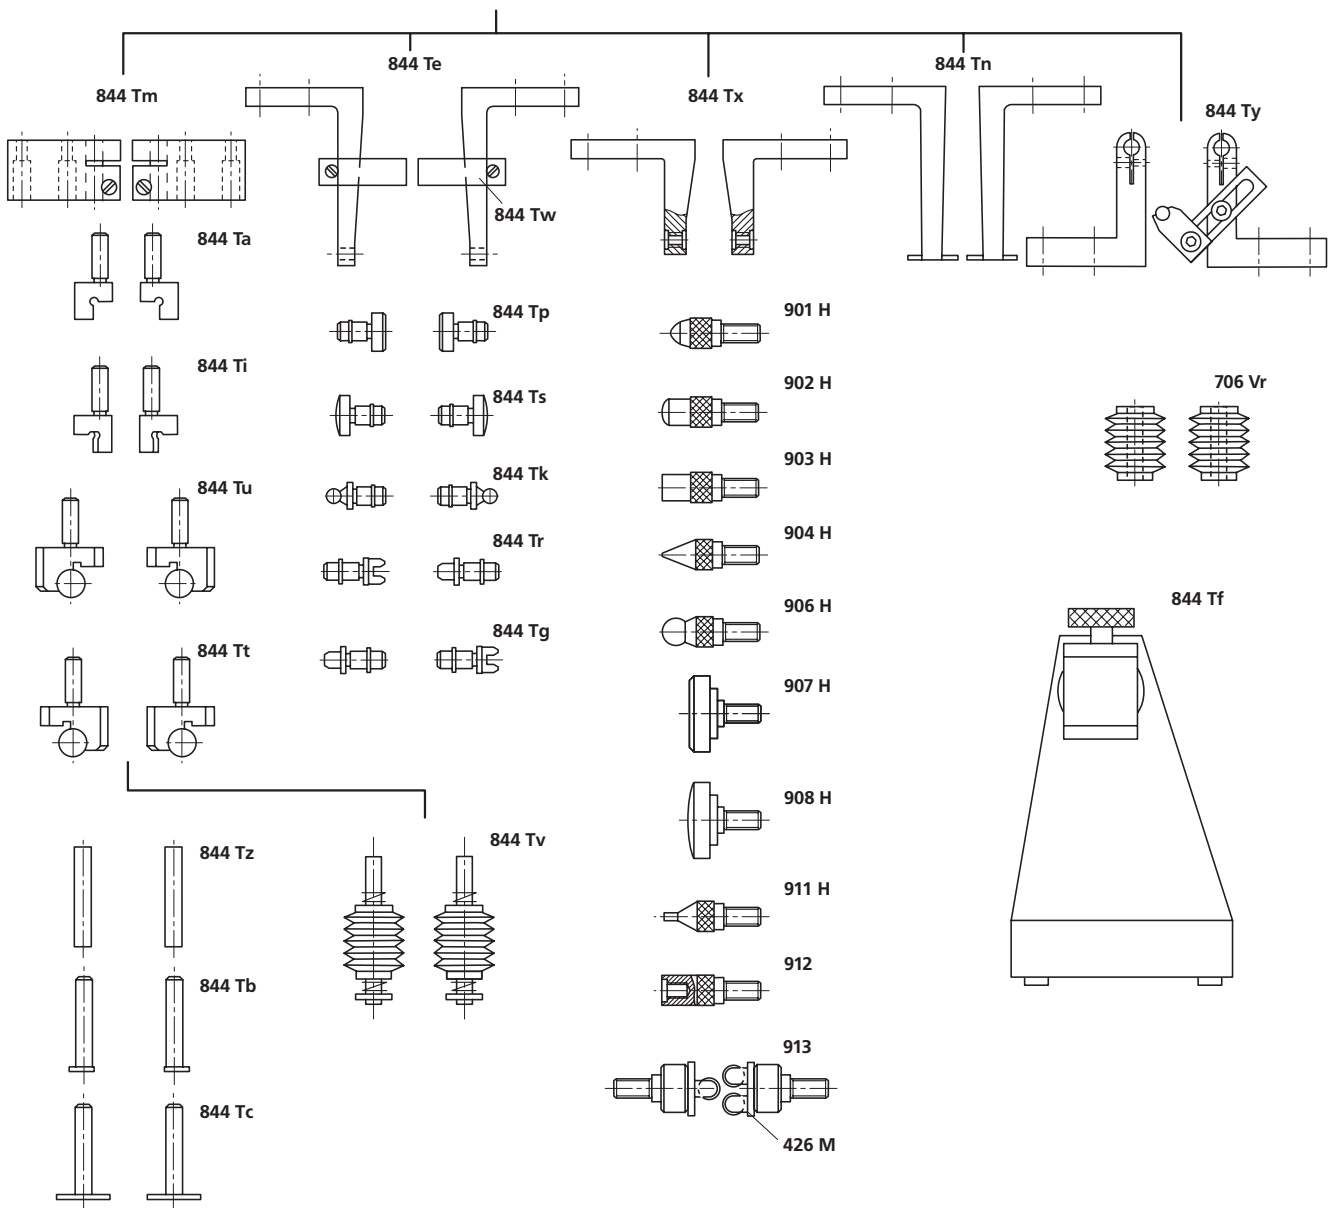 844 Te
844 Tn
844 Tm
844 Tx
844 Ty
844 Tw
844 Ta
844 Tp
901 H
844 Ti
902 H
706 Vr
844 Ts
903 H
844 Tu
844 Tk
904 H
844 Tr
844 Tf
906 H
844 Tg
844 Tt
907 H
908 H
844 Tv
844 Tz
911 H
912
844 Tb
913
844 Tc
426 M